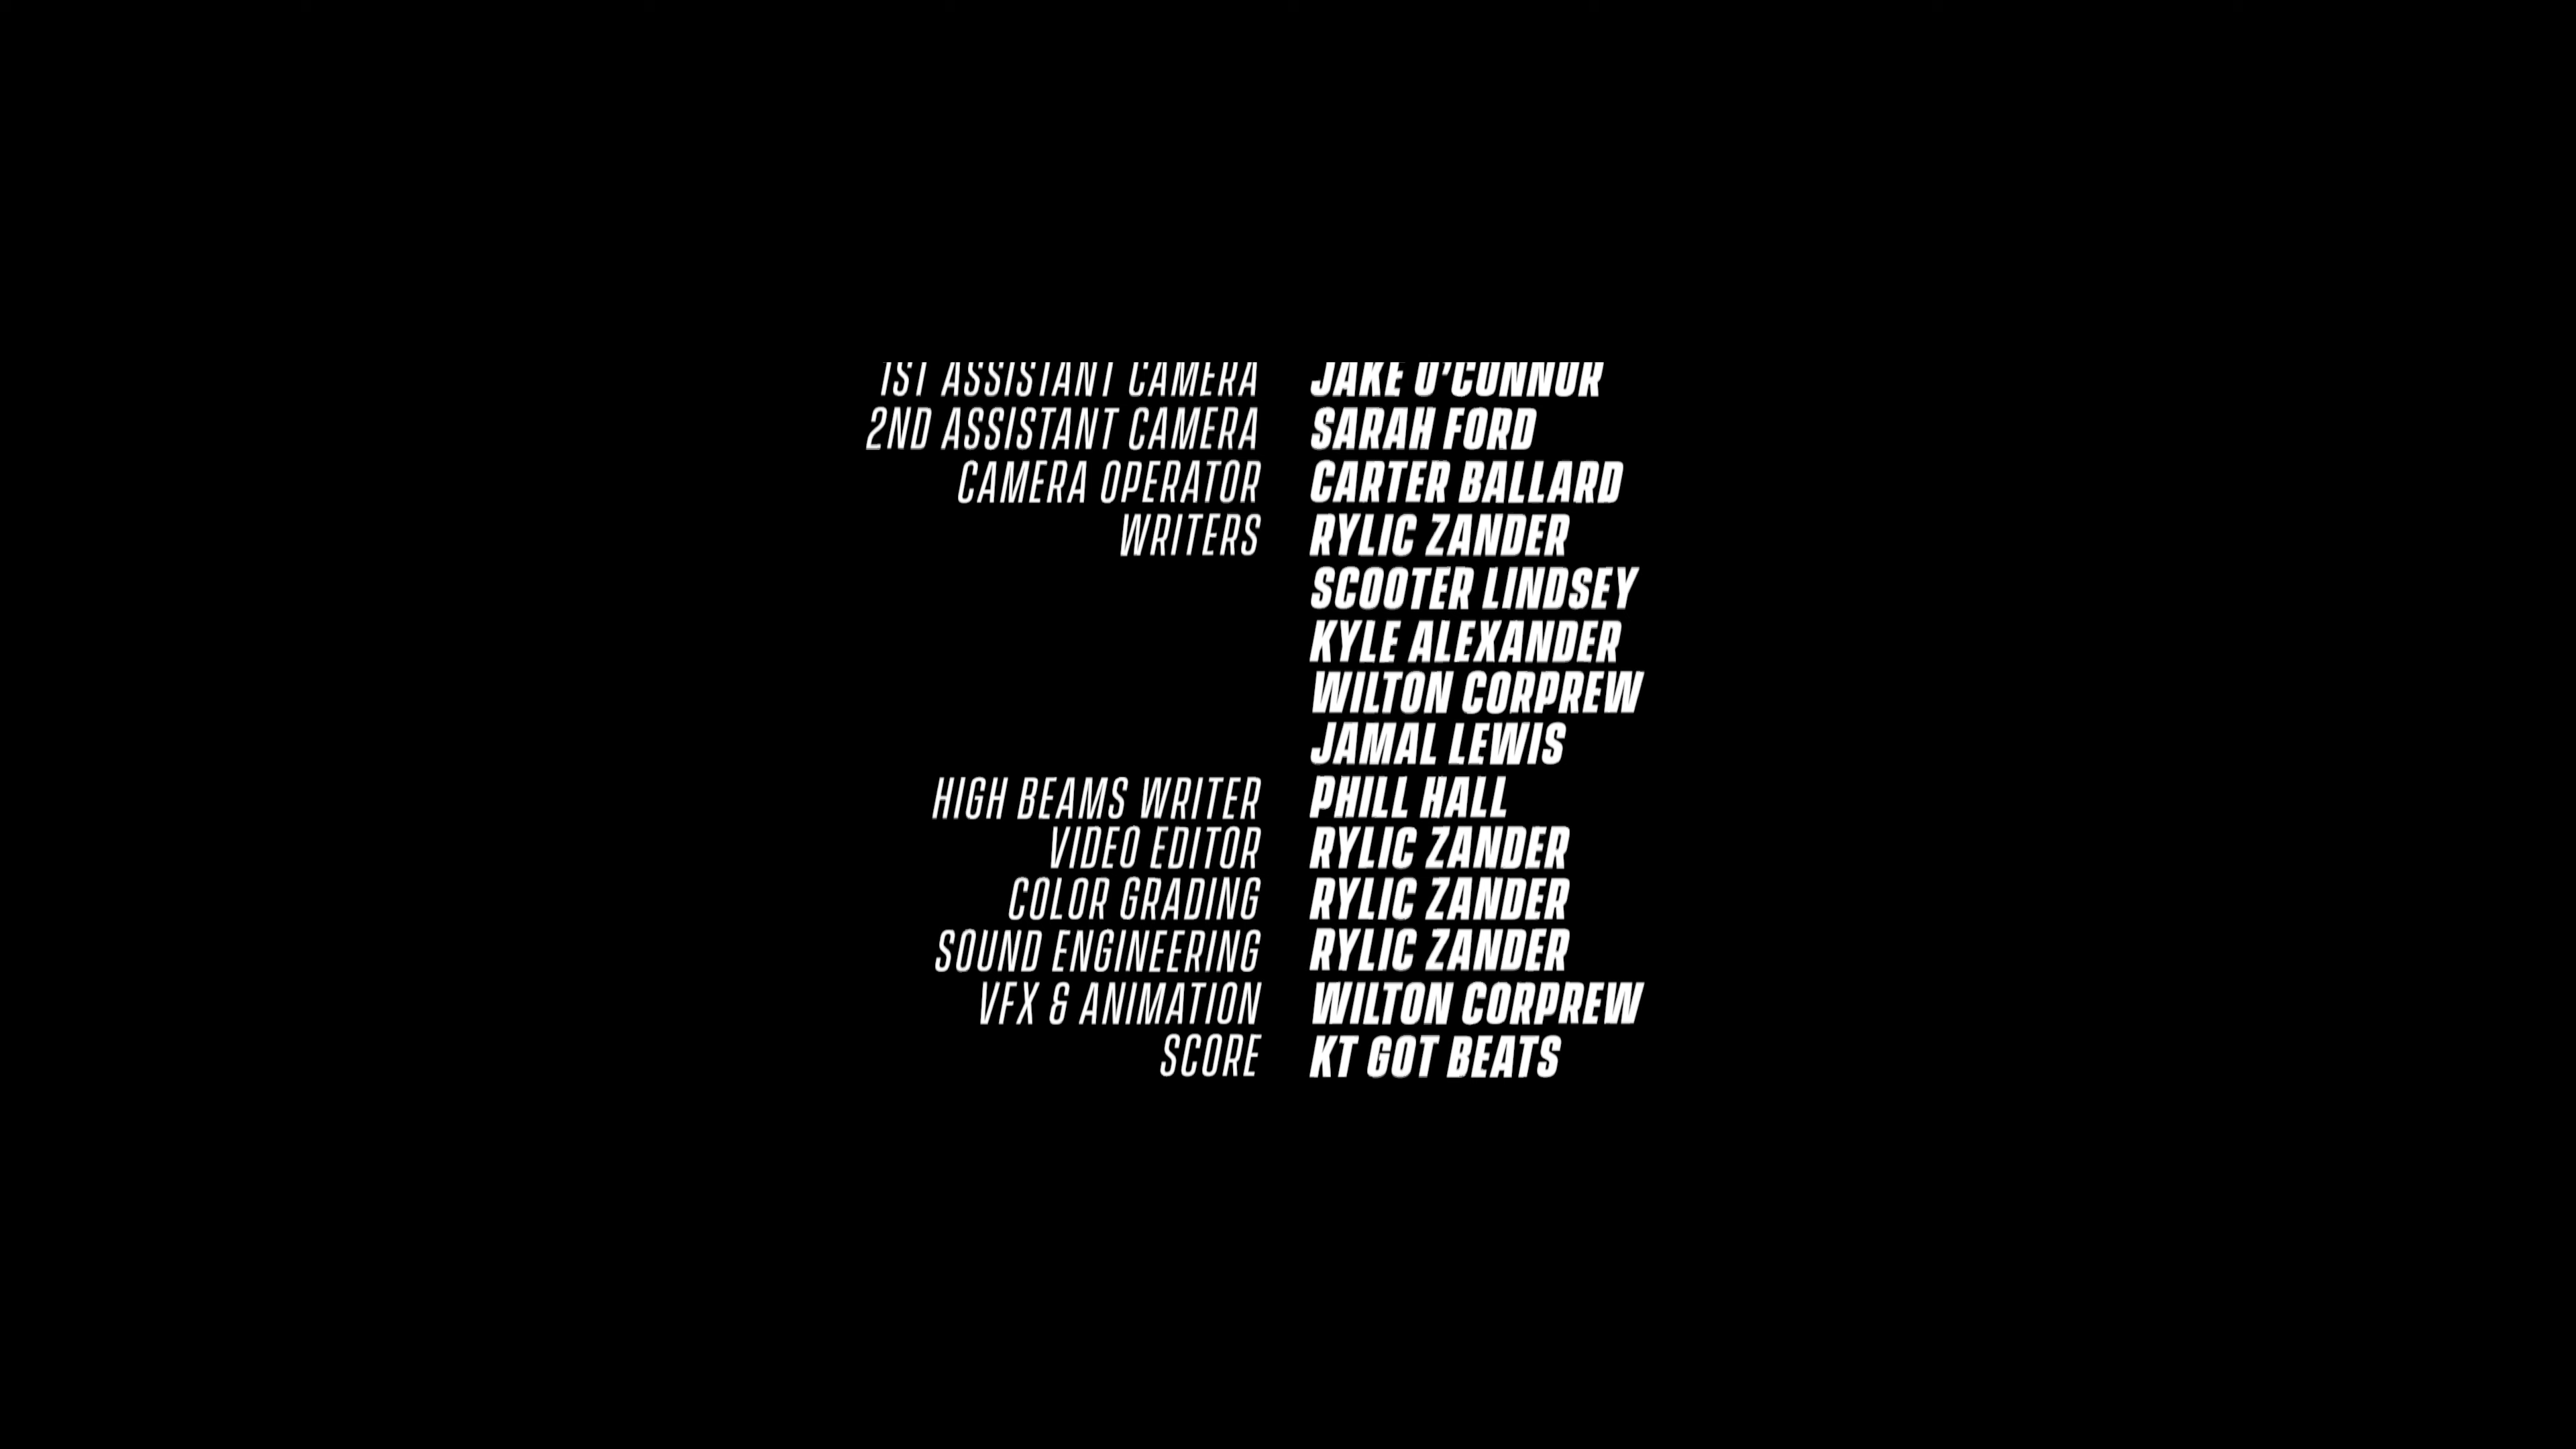 1ST ASSISTANT CAMERA JAKE O'CONNOR
2ND ASSISTANT CAMERA SARAH FORD
CAMERA OPERATOR CARTER BALLARD
WRITERS RYLIC ZANDER
SCOOTER LINDSEY
KYLE ALEXANDER
WILTON CORPREW
JAMAL LEWIS
HIGH BEAMS WRITER PHILL HALL
VIDEO EDITOR RYLIC ZANDER
COLOR GRADING RYLIC ZANDER
SOUND ENGINEERING RYLIC ZANDER
VFX & ANIMATION WILTON CORPREW
SCORE KT GOT BEATS